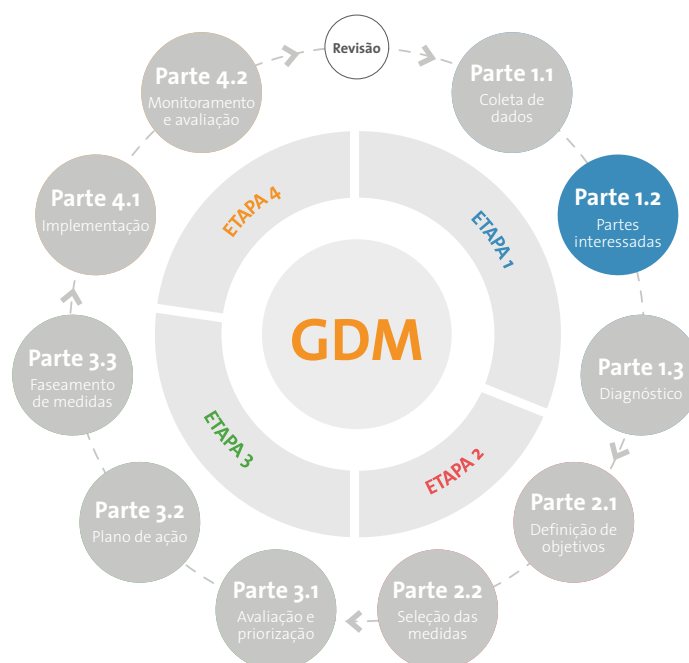 Revisão
Parte 1.1
Coleta de
dados
Parte 1.2
Partes
interessadas
Parte 1.3
Diagnóstico
Parte 2.1
Definição de
objetivos
Parte 2.2
Seleção das
medidas
Parte 3.1
Avaliação e
priorização
Parte 3.2
Plano de ação
Parte 3.3
Faseamento
de medidas
Parte 4.1
Implementação
Parte 4.2
Monitoramento
e avaliação
ETAPA 1
ETAPA 2
ETAPA 3
ETAPA 4
GDM